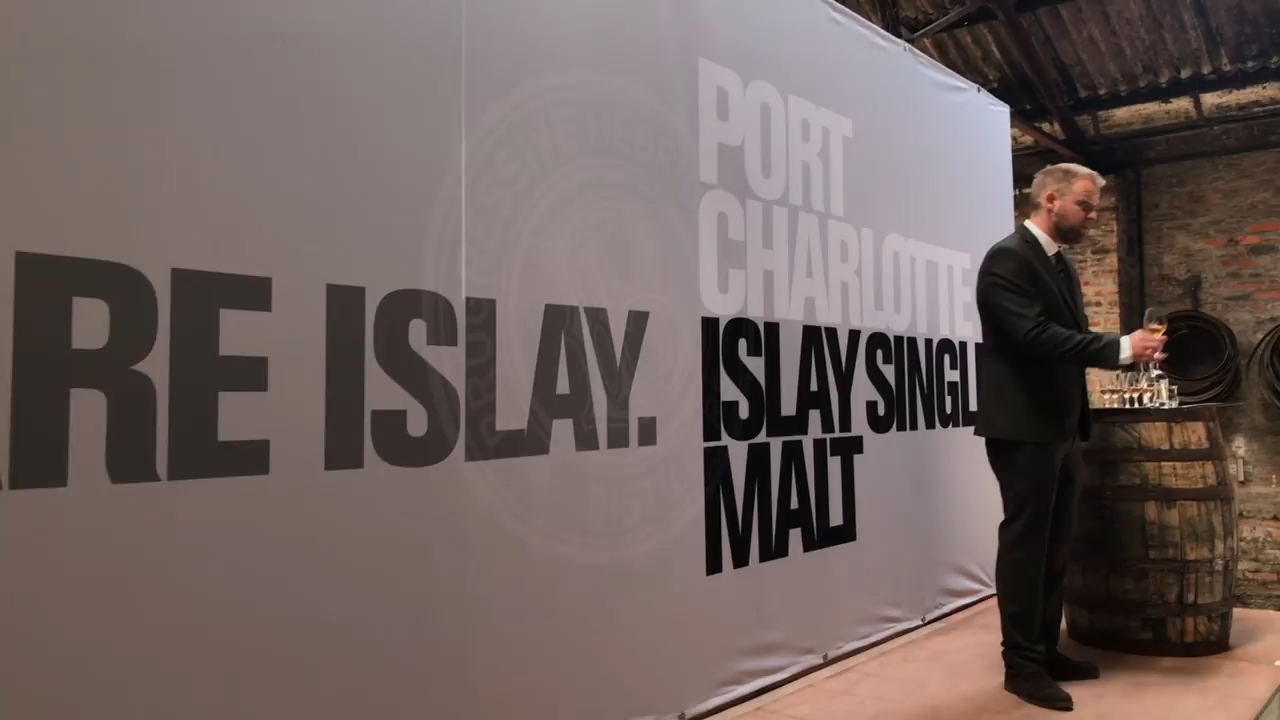 RE ISLAY.
PORT
CHARLOTTE
ISLAY SINGL
MALT